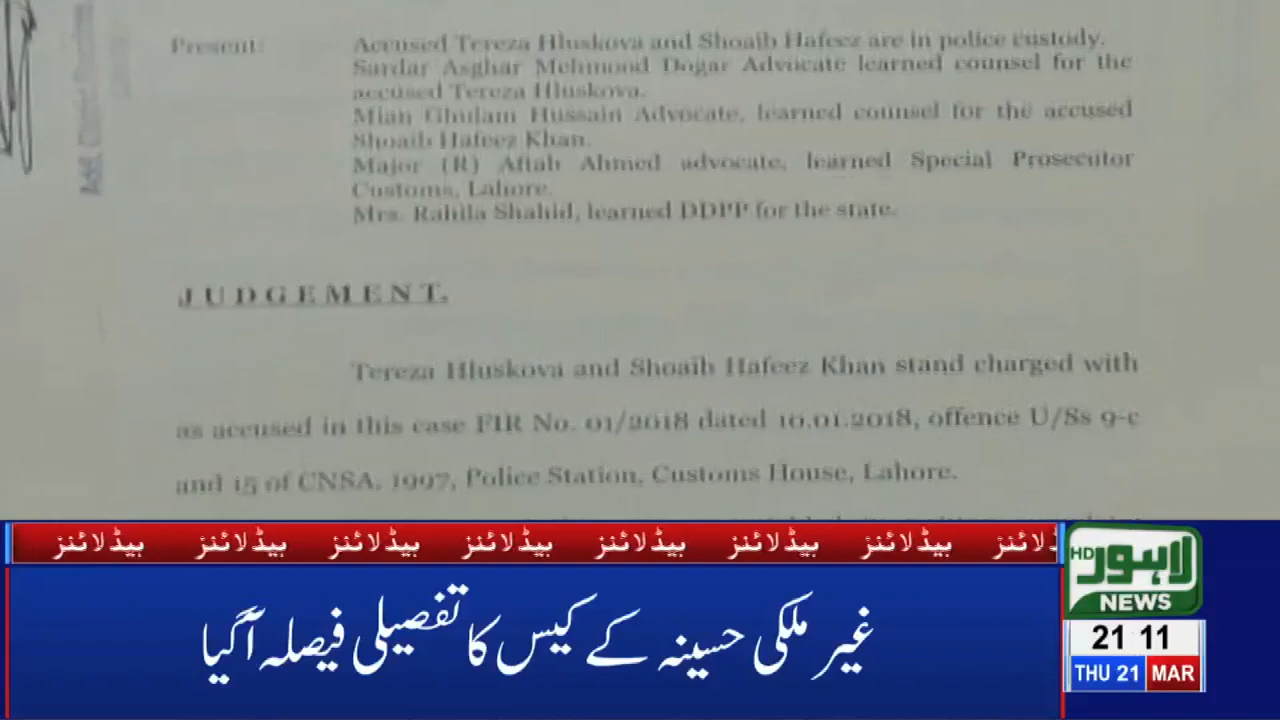 Present:
Accused Tereza Hluskova and Shoaib Hafeez are in police custody.
Sardar Asghar Mehmood Dogar Advocate learned counsel for the
accused Tereza Hluskova.
Mian Ghulam Hussain Advocate, learned counsel for the accused
Shoaib Hafeez Khan.
Major (R) Aftab Ahmed advocate, learned Special Prosecutor
Customs, Lahore.
Mrs. Rahila Shahid, learned DDPP for the state.
JUDGEMENT.
Tereza Hluskova and Shoaib Hafeez Khan stand charged with
as accused in this case FIR No. 01/2018 dated 10.01.2018, offence U/Ss 9-c
and 15 of CNSA, 1997, Police Station, Customs House, Lahore.
ہیڈلائنز ہیڈلائنز ہیڈلائنز ہیڈلائنز ہیڈلائنز ہیڈلائنز ہیڈلائنز ڈلائنز
غیر ملکی حسینہ کے کیس کا تفصیلی فیصلہ آگیا
HD لاہور
NEWS
21 11
THU 21 MAR